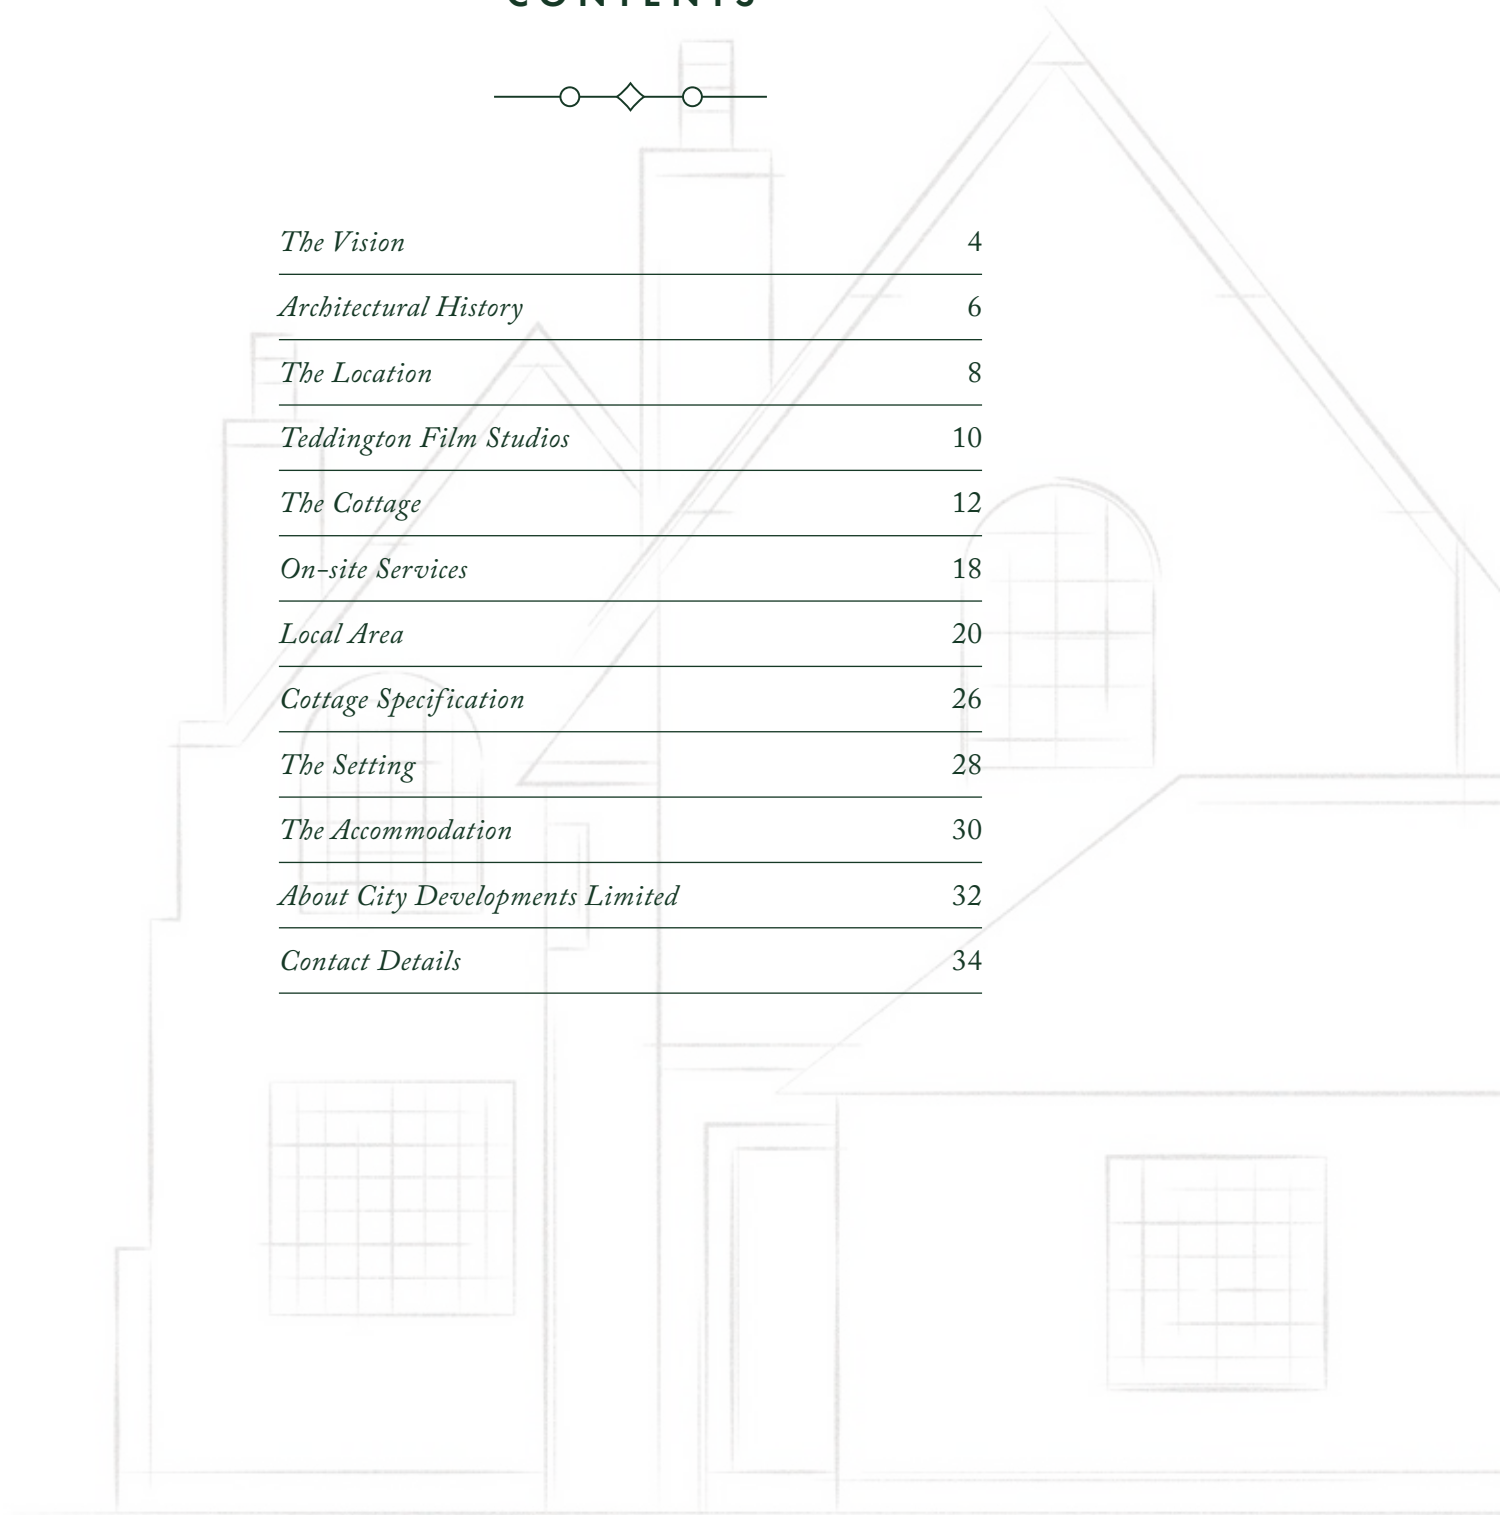 CONTENTS
The Vision 4
Architectural History 6
The Location 8
Teddington Film Studios 10
The Cottage 12
On-site Services 18
Local Area 20
Cottage Specification 26
The Setting 28
The Accommodation 30
About City Developments Limited 32
Contact Details 34